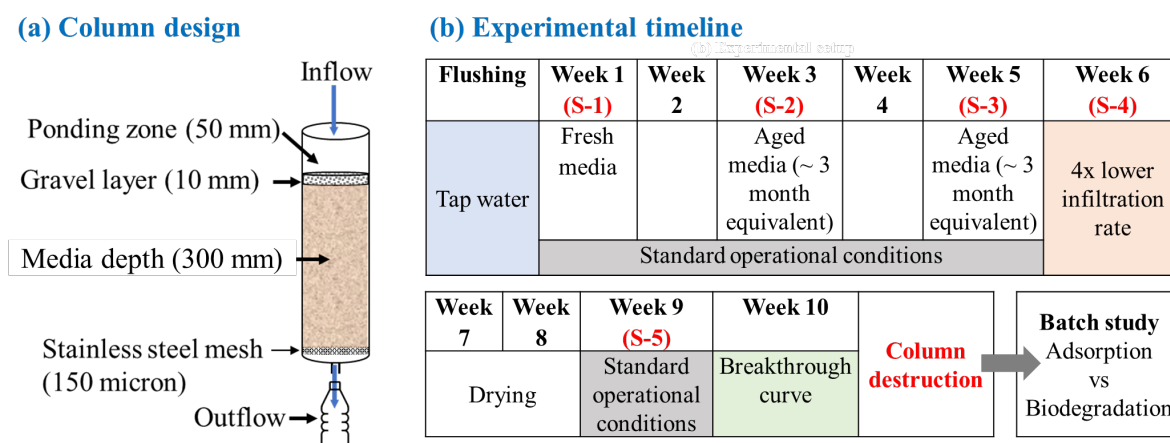 (a) Column design
Inflow
Ponding zone (50 mm)
Gravel layer (10 mm)
Media depth (300 mm)
Stainless steel mesh
(150 micron)
Outflow
(b) Experimental timeline
(b) Experimental setup
Flushing
Week 1
(S-1)
Week
2
Week 3
(S-2)
Week
4
Week 5
(S-3)
Week 6
(S-4)
Tap water
Fresh
media
Aged
media (~ 3
month
equivalent)
Aged
media (~ 3
month
equivalent)
4x lower
infiltration
rate
Standard operational conditions
Week
7
Week
8
Week 9
(S-5)
Week 10
Drying
Standard
operational
conditions
Breakthrough
curve
Column
destruction
Batch study
Adsorption
vs
Biodegradation